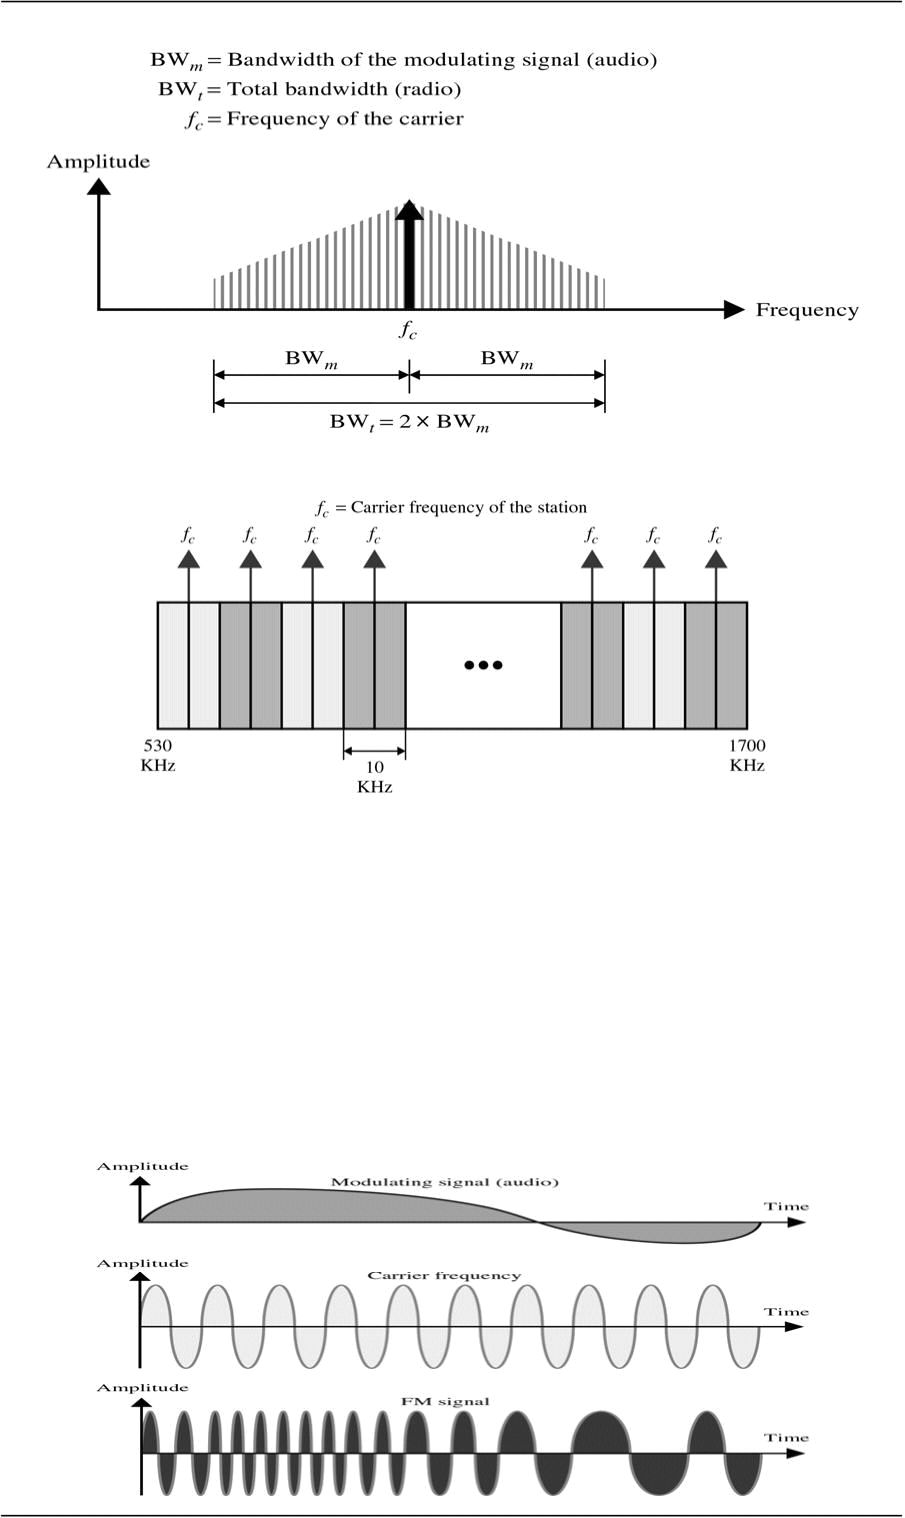 BWm = Bandwidth of the modulating signal (audio)
BWt = Total bandwidth (radio)
fc = Frequency of the carrier
Amplitude
Frequency
fc
BWm BWm
BWt = 2 × BWm
fc = Carrier frequency of the station
fc fc fc fc fc fc fc
•••
530 KHz
10 KHz
1700 KHz
Amplitude
Modulating signal (audio)
Time
Amplitude
Carrier frequency
Time
Amplitude
FM signal
Time